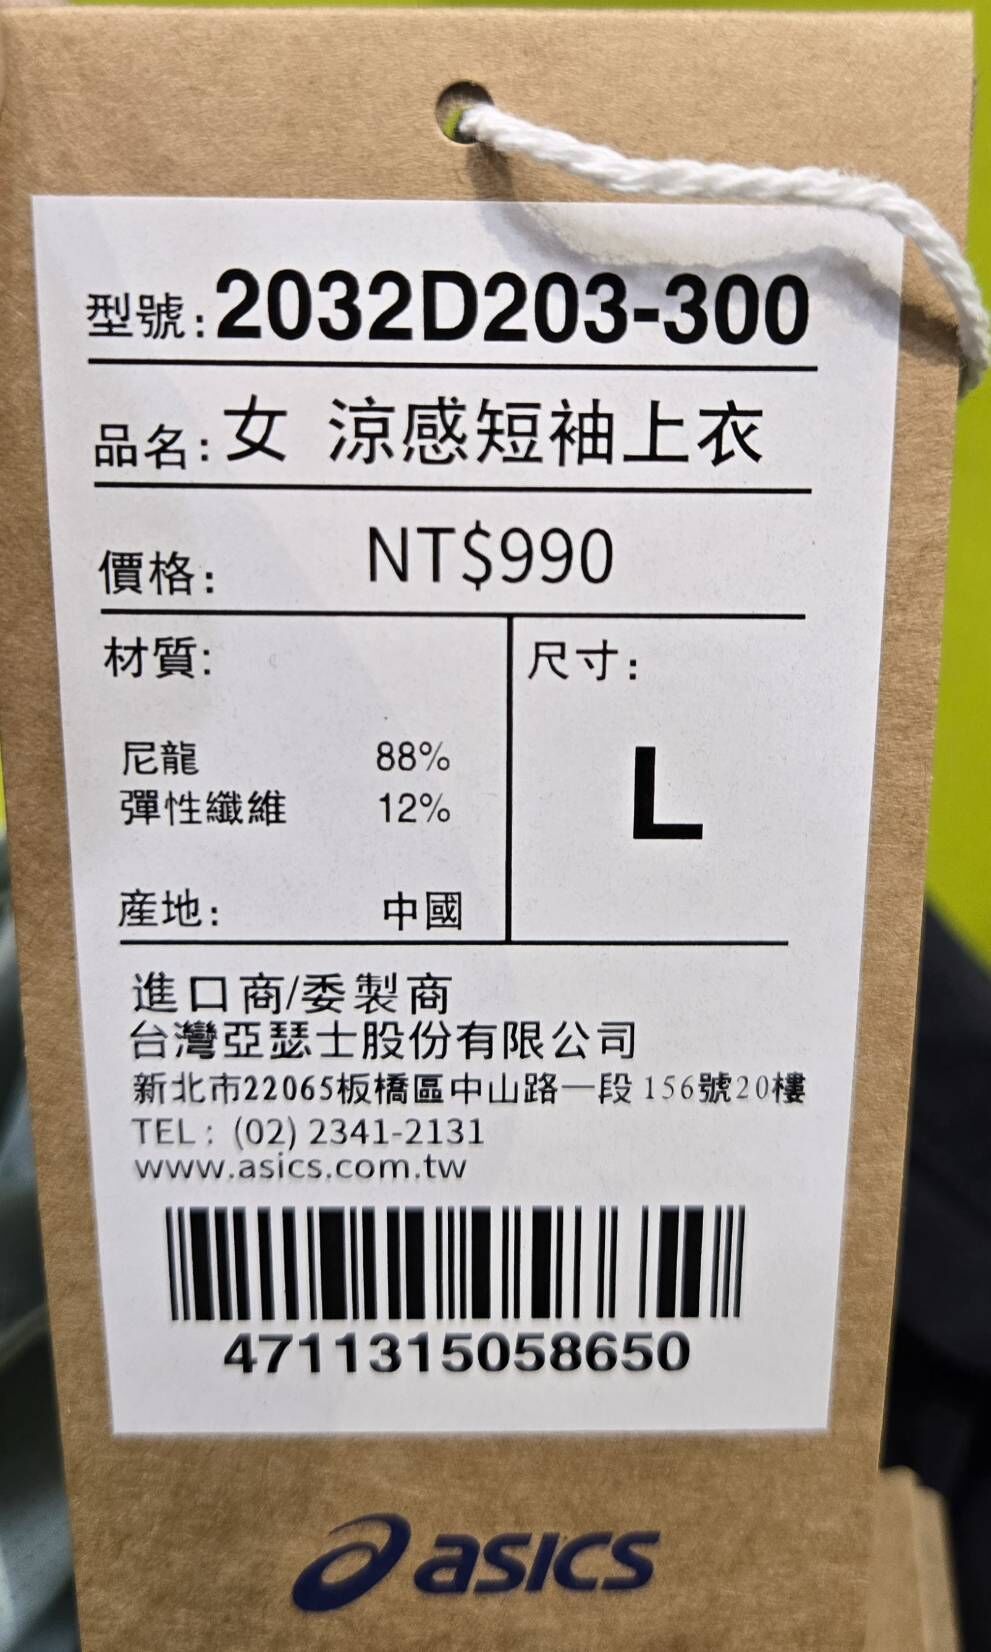 型號:2032D203-300
品名:女 涼感短袖上衣
價格: NT$990
材質:
尼龍 88%
彈性纖維 12%
産地: 中國
尺寸:
L
進口商/委製商
台灣亞瑟士股份有限公司
新北市22065板橋區中山路一段156號20樓
TEL: (02) 2341-2131
www.asics.com.tw
4711315058650
asics